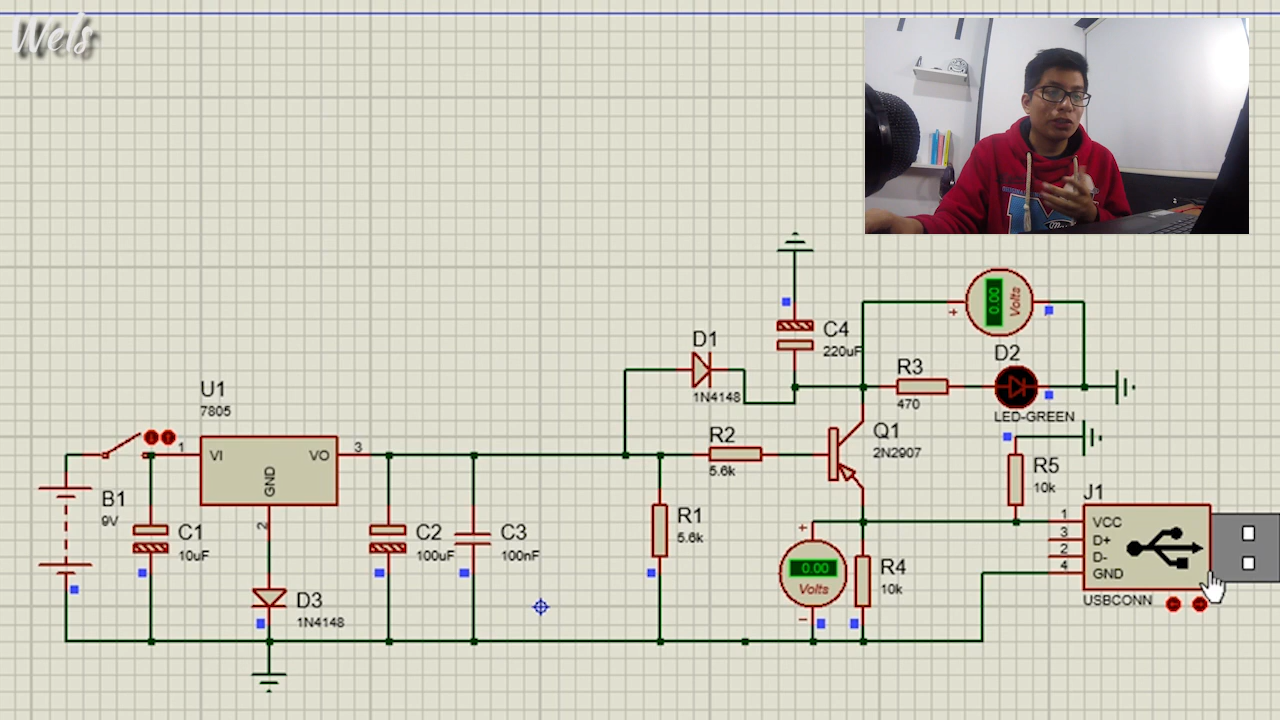 Wels
D1
1N4148
C4
220uF
+
0.00
Volts
R3
470
D2
LED-GREEN
U1
7805
1
VI
VO
3
GND
2
B1
9V
C1
10uF
D3
1N4148
C2
100uF
C3
100nF
R2
5.6k
R1
5.6k
Q1
2N2907
+
0.00
Volts
−
R4
10k
R5
10k
J1
1
VCC
3
D+
2
D-
4
GND
USBCONN